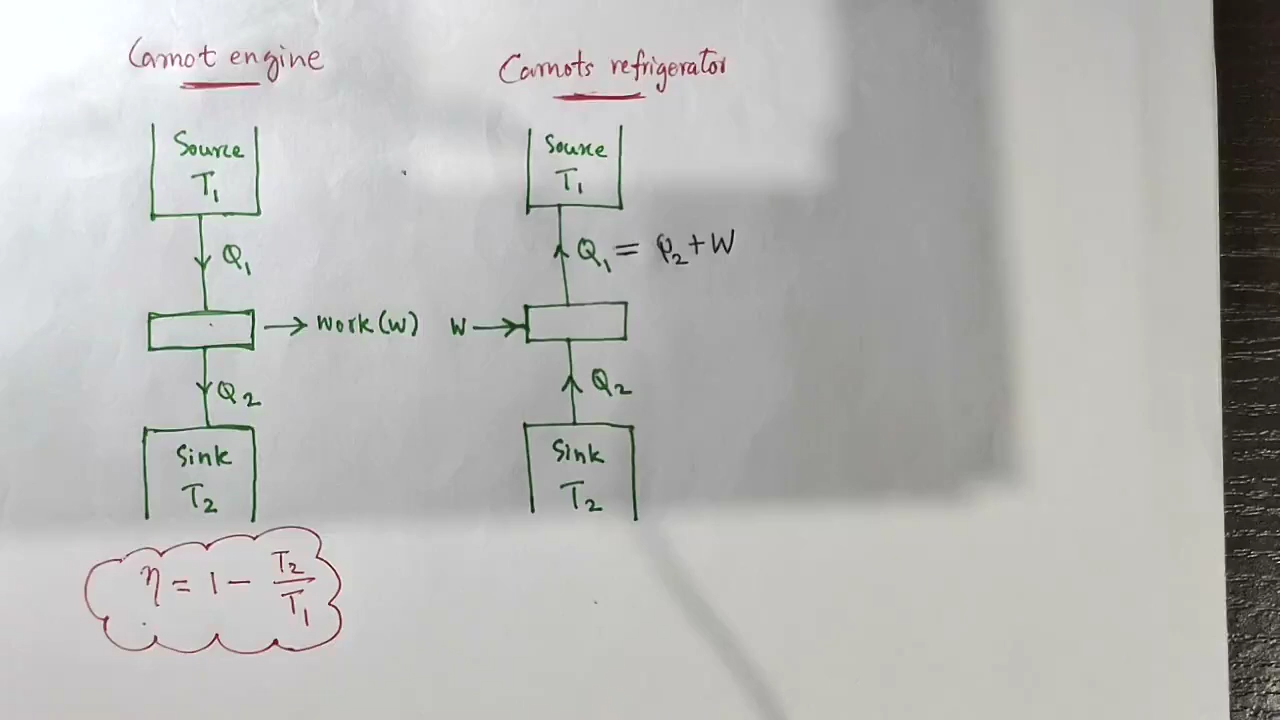 Carnot engine
Source
T₁
Q₁
Work(W)
Q₂
Sink
T₂
η = 1 - T₂/T₁
Carnots refrigerator
Source
T₁
Q₁ = Q₂ + W
W
Q₂
Sink
T₂